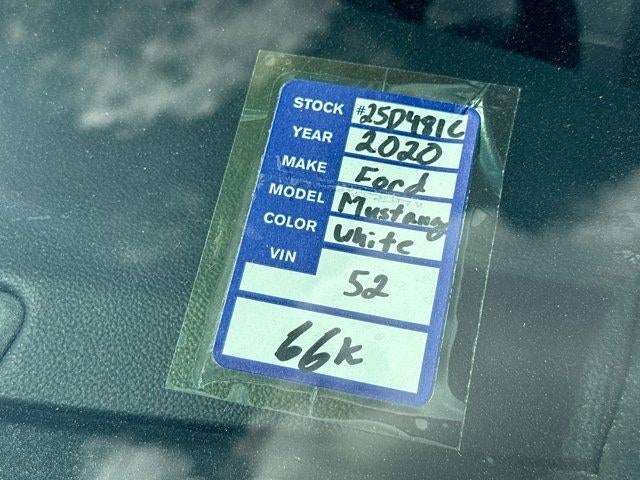 STOCK #25D481C
YEAR 2020
MAKE Ford
MODEL Mustang
COLOR White
VIN
52
66K